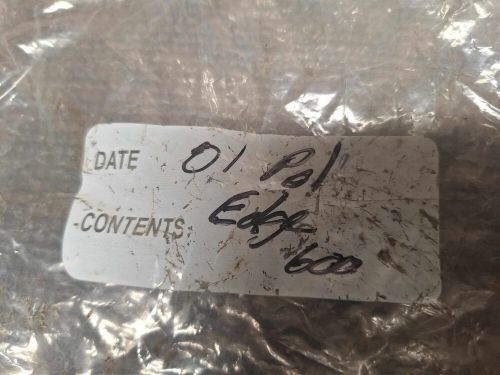 DATE 01 Pol
CONTENTS Edge
600